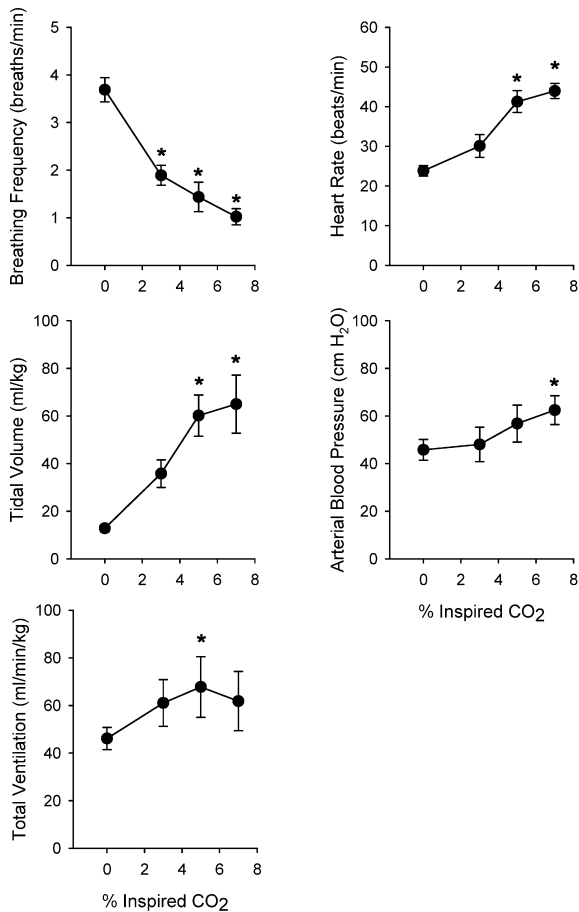 Breathing Frequency (breaths/min)
5
4
3
2
1
0
* * *
0 2 4 6 8
Heart Rate (beats/min)
60
50
40
30
20
10
0
* *
0 2 4 6 8
Tidal Volume (ml/kg)
100
80
60
40
20
0
* *
0 2 4 6 8
Arterial Blood Pressure (cm H₂O)
100
80
60
40
20
0
*
0 2 4 6 8
% Inspired CO₂
Total Ventilation (ml/min/kg)
100
80
60
40
20
0
*
0 2 4 6 8
% Inspired CO₂